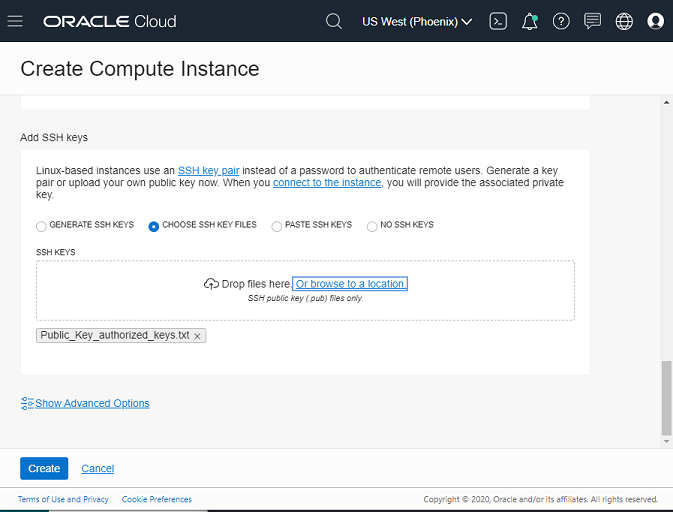 ORACLE Cloud
US West (Phoenix)
Create Compute Instance
Add SSH keys
Linux-based instances use an SSH key pair instead of a password to authenticate remote users. Generate a key
pair or upload your own public key now. When you connect to the instance, you will provide the associated private
key.
GENERATE SSH KEYS CHOOSE SSH KEY FILES PASTE SSH KEYS NO SSH KEYS
SSH KEYS
Drop files here. Or browse to a location.
SSH public key (.pub) files only.
Public_Key_authorized_keys.txt ×
Show Advanced Options
Create Cancel
Terms of Use and Privacy Cookie Preferences Copyright © 2020, Oracle and/or its affiliates. All rights reserved.